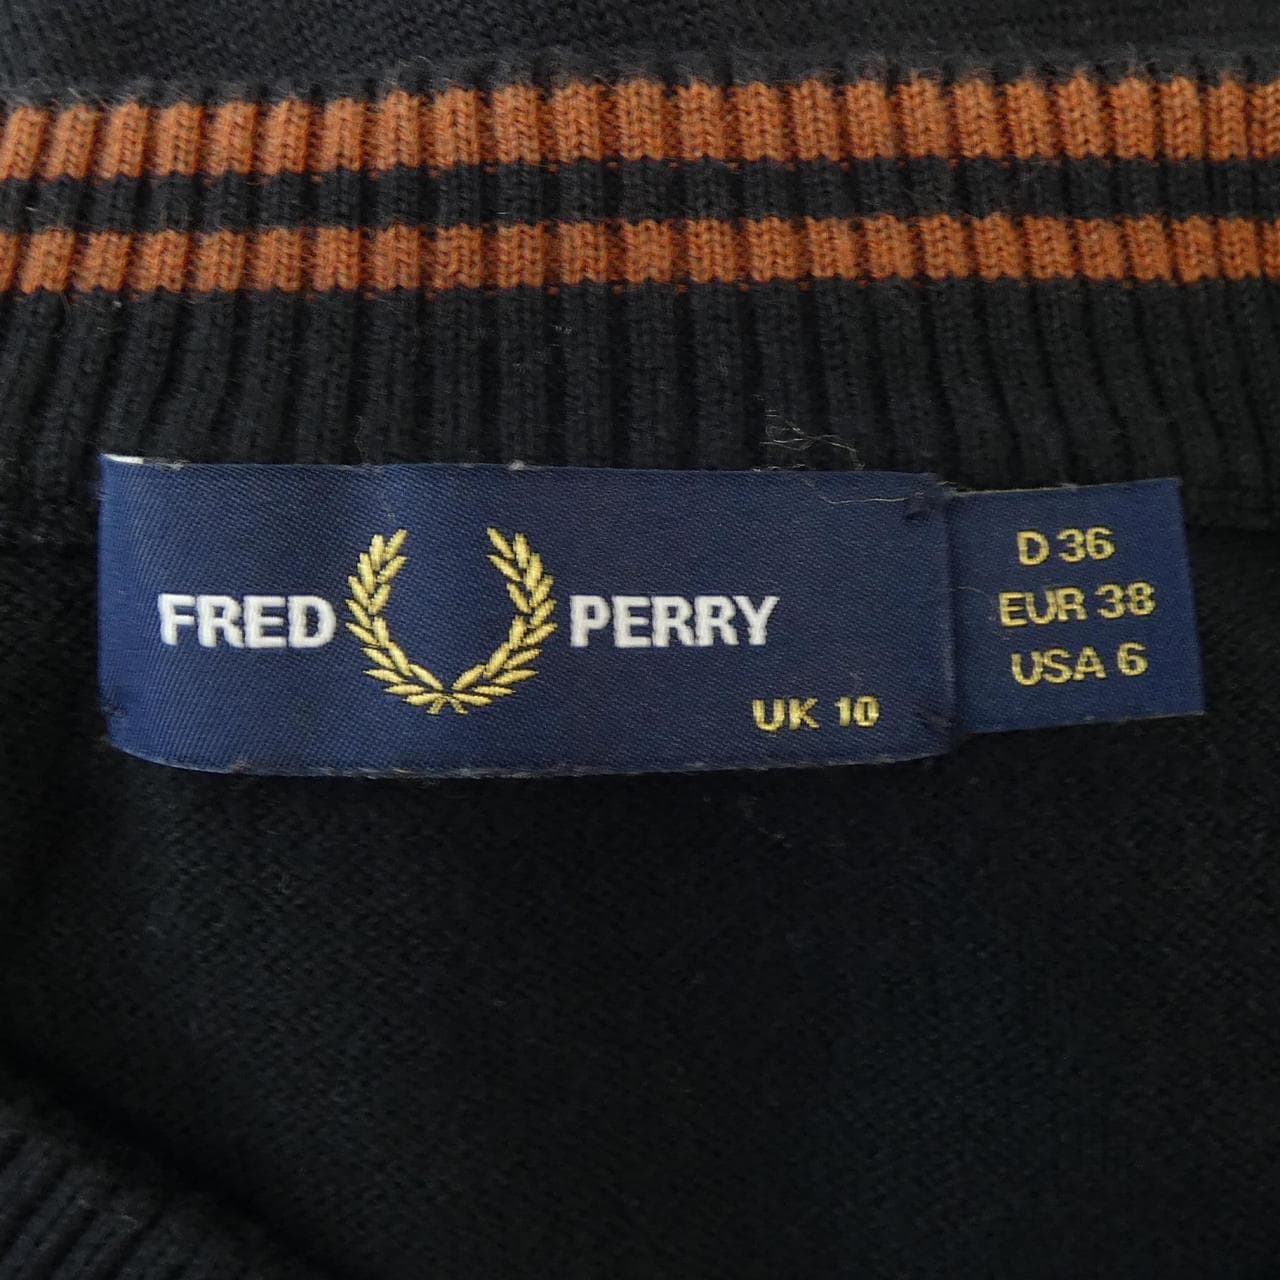 FRED PERRY
UK 10
D 36
EUR 38
USA 6